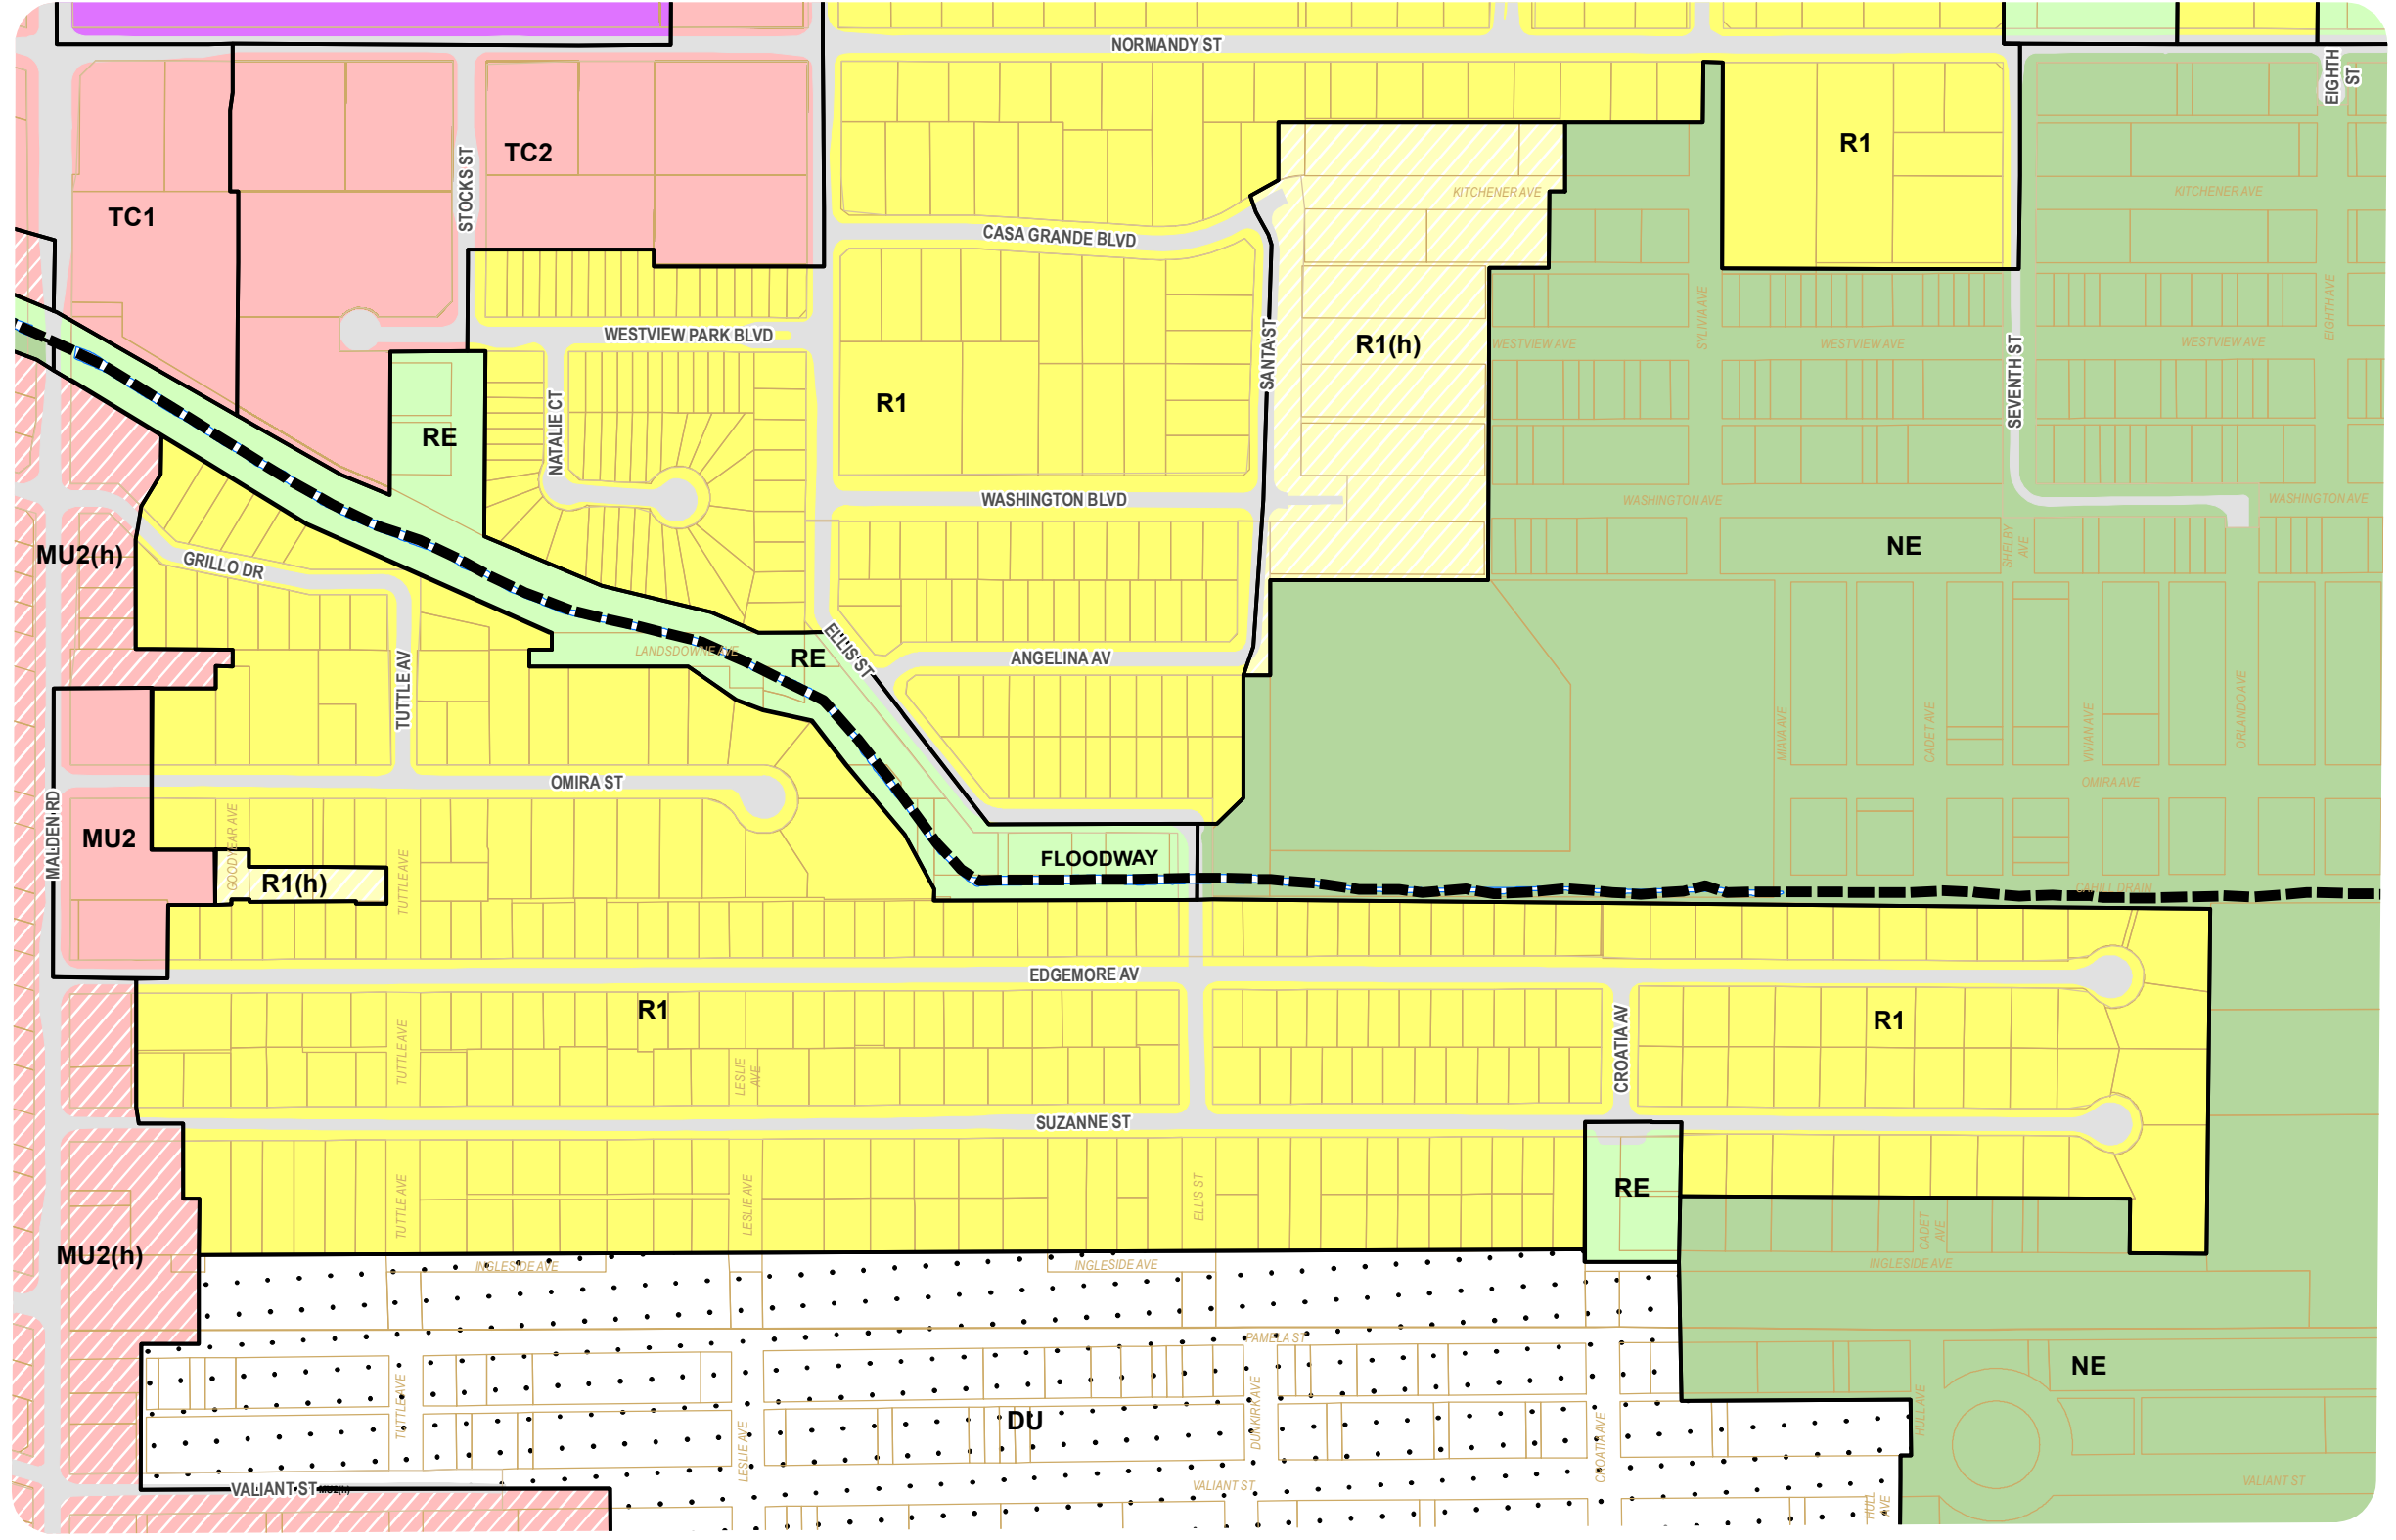 NORMANDY ST
EIGHTH
ST
STOCKS ST
TC2
R1
TC1
KITCHENER AVE
KITCHENER AVE
CASA GRANDE BLVD
WESTVIEW PARK BLVD
SANTA ST
R1(h)
WESTVIEW AVE
SYLIVIA AVE
WESTVIEW AVE
SEVENTH ST
WESTVIEW AVE
EIGHTH AVE
R1
RE
NATALIE CT
WASHINGTON BLVD
WASHINGTON AVE
WASHINGTON AVE
MU2(h)
GRILLO DR
NE
SHELBY
AVE
LANDSDOWNE AVE
RE
ELLIS ST
ANGELINA AV
TUTTLE AV
MIAVA AVE
CADET AVE
VIVIAN AVE
ORLANDO AVE
OMIRA ST
OMIRA AVE
MALDEN RD
MU2
GOODYEAR AVE
R1(h)
TUTTLE AVE
FLOODWAY
CAHILL DRAIN
EDGEMORE AV
R1
R1
CROATIA AV
TUTTLE AVE
LESLIE
AVE
SUZANNE ST
TUTTLE AVE
LESLIE AVE
ELLIS ST
RE
CADET
AVE
MU2(h)
INGLESIDE AVE
INGLESIDE AVE
INGLESIDE AVE
PAMELA ST
NE
TUTTLE AVE
LESLIE AVE
DU
DUNKIRK AVE
CROATIA AVE
HULL AVE
VALIANT ST
MU2(h)
VALIANT ST
VALIANT ST
HULL
AVE